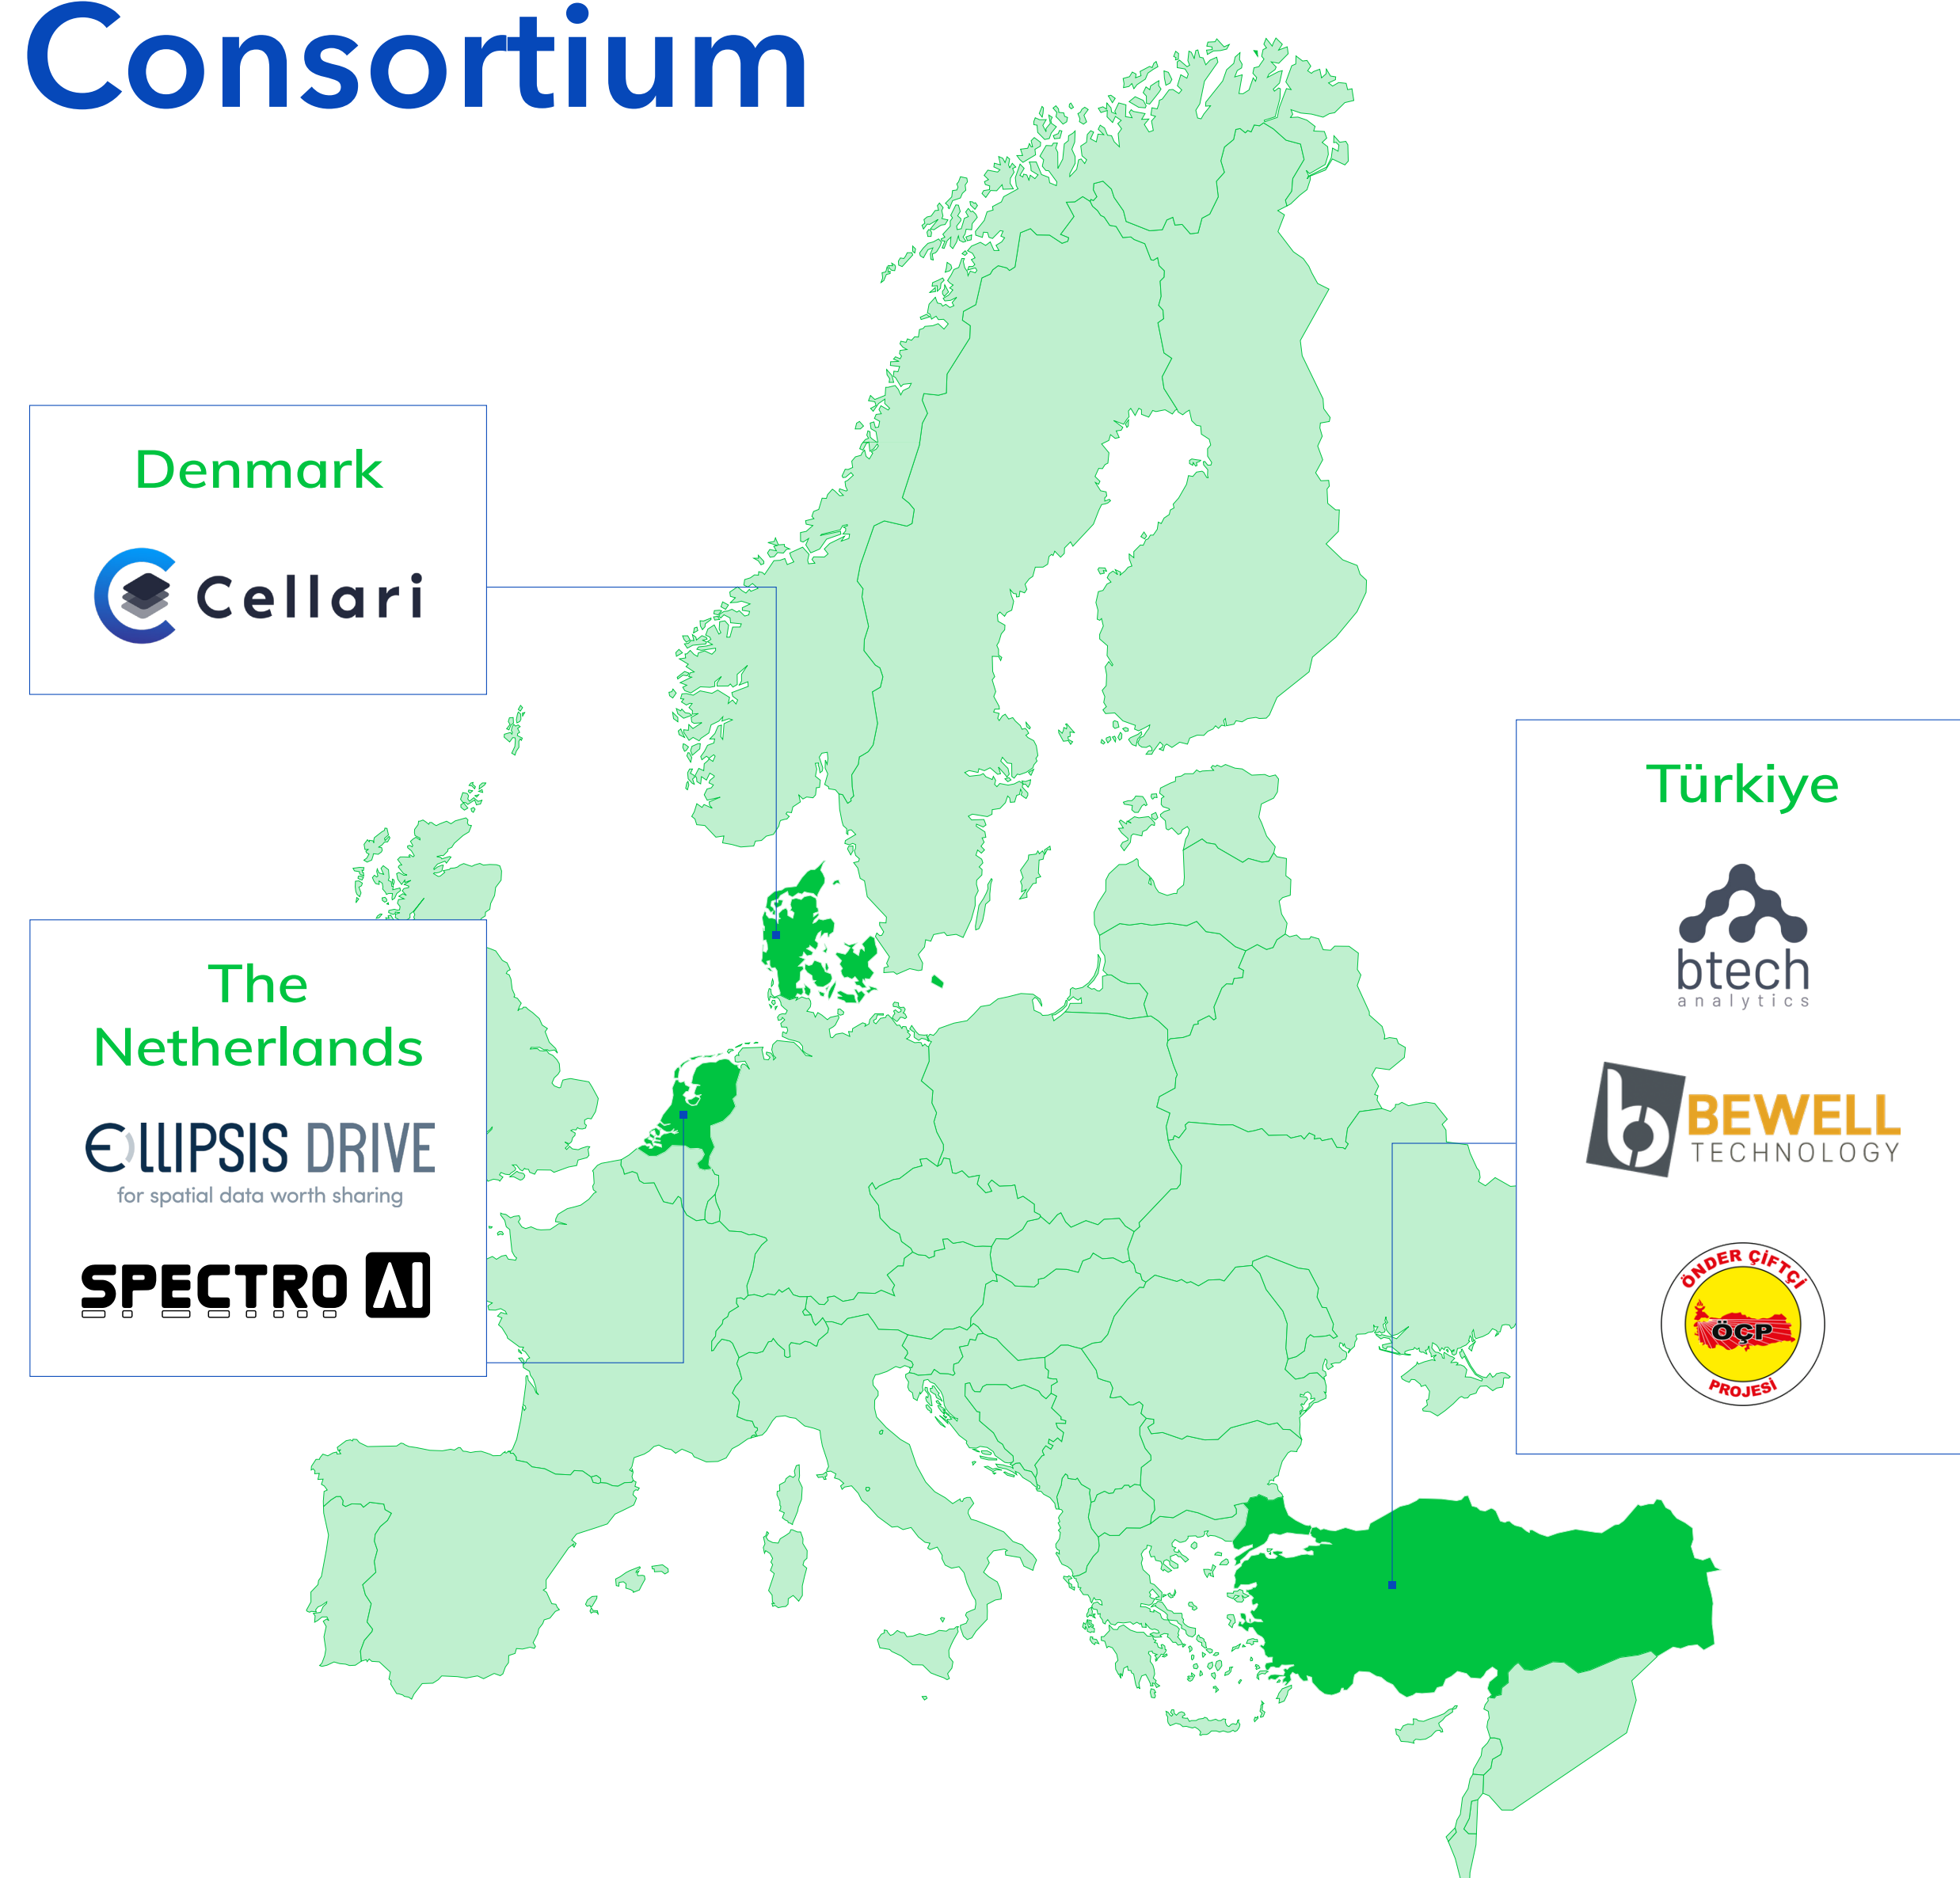 Consortium
Denmark
Cellari
The
Netherlands
ELLIPSIS DRIVE
for spatial data worth sharing
SPECTRO AI
Türkiye
btech
analytics
b BEWELL
TECHNOLOGY
ÖNDER ÇİFTÇİ
ÖÇP
PROJESİ